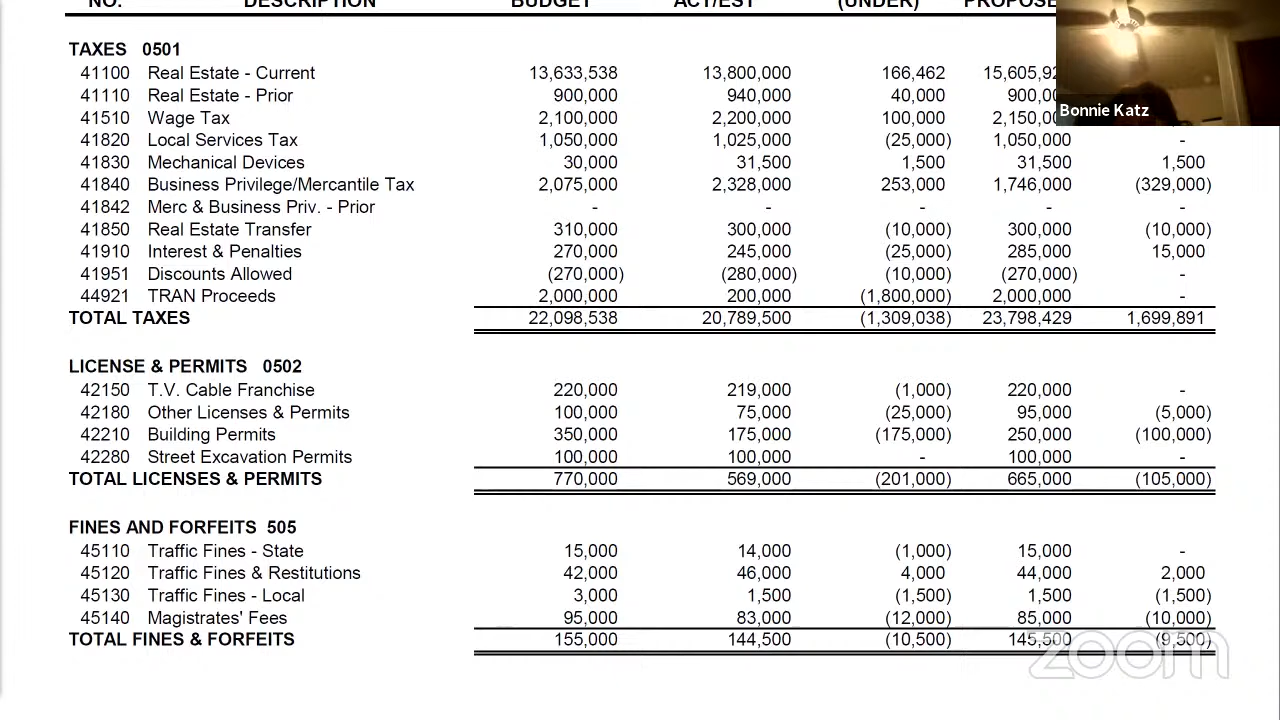 NO. DESCRIPTION BUDGET ACT/EST (UNDER)
TAXES 0501
41100 Real Estate - Current 13,633,538 13,800,000 166,462
41110 Real Estate - Prior 900,000 940,000 40,000
41510 Wage Tax 2,100,000 2,200,000 100,000
Bonnie Katz
41820 Local Services Tax 1,050,000 1,025,000 (25,000) 1,050,000 -
41830 Mechanical Devices 30,000 31,500 1,500 31,500 1,500
41840 Business Privilege/Mercantile Tax 2,075,000 2,328,000 253,000 1,746,000 (329,000)
41842 Merc & Business Priv. - Prior - - - - -
41850 Real Estate Transfer 310,000 300,000 (10,000) 300,000 (10,000)
41910 Interest & Penalties 270,000 245,000 (25,000) 285,000 15,000
41951 Discounts Allowed (270,000) (280,000) (10,000) (270,000) -
44921 TRAN Proceeds 2,000,000 200,000 (1,800,000) 2,000,000 -
TOTAL TAXES 22,098,538 20,789,500 (1,309,038) 23,798,429 1,699,891
LICENSE & PERMITS 0502
42150 T.V. Cable Franchise 220,000 219,000 (1,000) 220,000 -
42180 Other Licenses & Permits 100,000 75,000 (25,000) 95,000 (5,000)
42210 Building Permits 350,000 175,000 (175,000) 250,000 (100,000)
42280 Street Excavation Permits 100,000 100,000 - 100,000 -
TOTAL LICENSES & PERMITS 770,000 569,000 (201,000) 665,000 (105,000)
FINES AND FORFEITS 505
45110 Traffic Fines - State 15,000 14,000 (1,000) 15,000 -
45120 Traffic Fines & Restitutions 42,000 46,000 4,000 44,000 2,000
45130 Traffic Fines - Local 3,000 1,500 (1,500) 1,500 (1,500)
45140 Magistrates' Fees 95,000 83,000 (12,000) 85,000 (10,000)
TOTAL FINES & FORFEITS 155,000 144,500 (10,500) 145,500 (9,500)
zoom